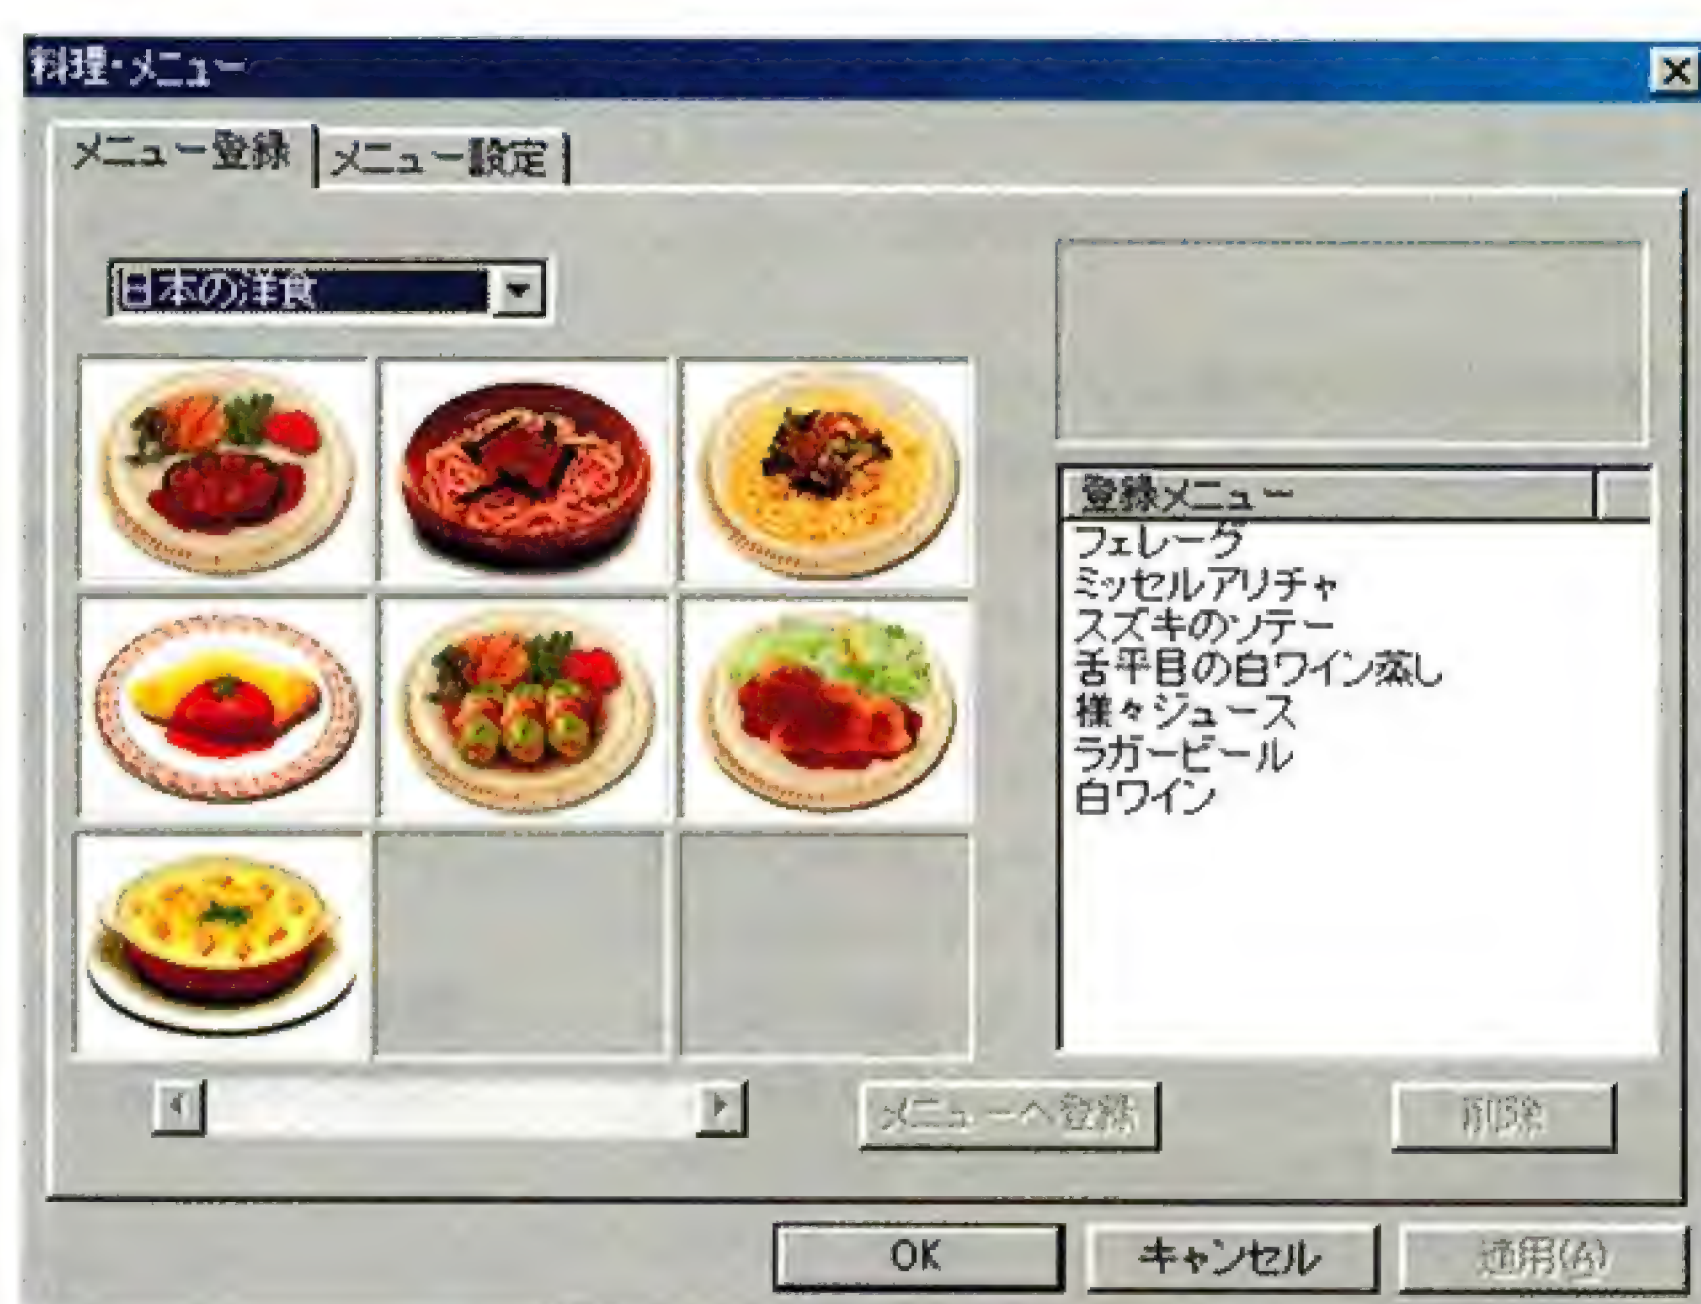 料理・メニュー
メニュー登録
メニュー設定
日本の洋食
登録メニュー
フェレーグ
ミッセルアリチャ
スズキのソテー
舌平目の白ワイン蒸し
様々ジュース
ラガービール
白ワイン
メニューへ登録
削除
OK
キャンセル
適用(A)